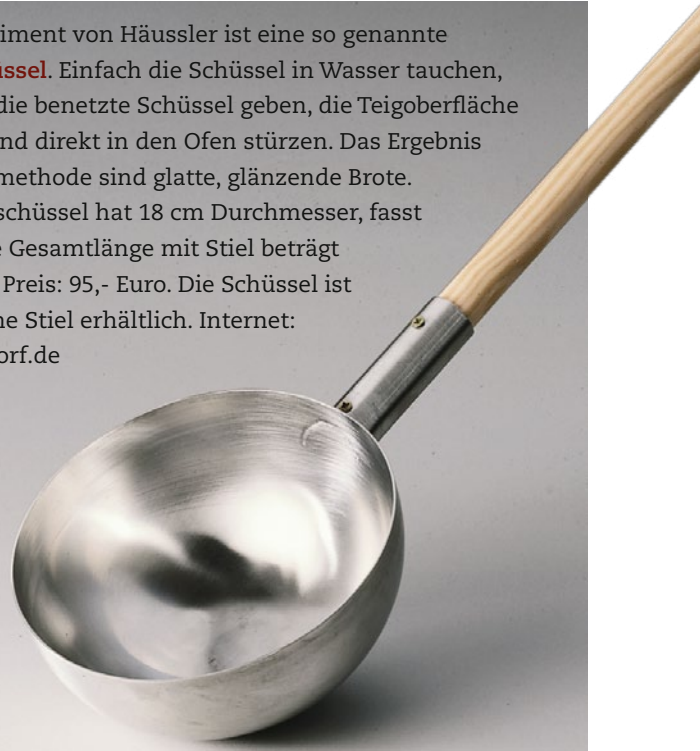 iment von Häussler ist eine so genannte
üssel. Einfach die Schüssel in Wasser tauchen,
die benetzte Schüssel geben, die Teigoberfläche
nd direkt in den Ofen stürzen. Das Ergebnis
methode sind glatte, glänzende Brote.
schüssel hat 18 cm Durchmesser, fasst
e Gesamtlänge mit Stiel beträgt
Preis: 95,- Euro. Die Schüssel ist
ne Stiel erhältlich. Internet:
orf.de